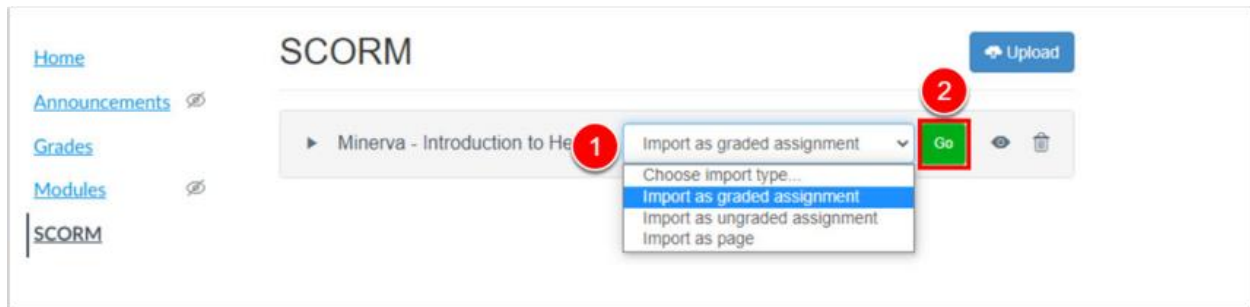 SCORM
Upload
Home
Announcements
Grades
Modules
SCORM
2
Minerva - Introduction to He
1
Import as graded assignment
Go
Choose import type...
Import as graded assignment
Import as ungraded assignment
Import as page